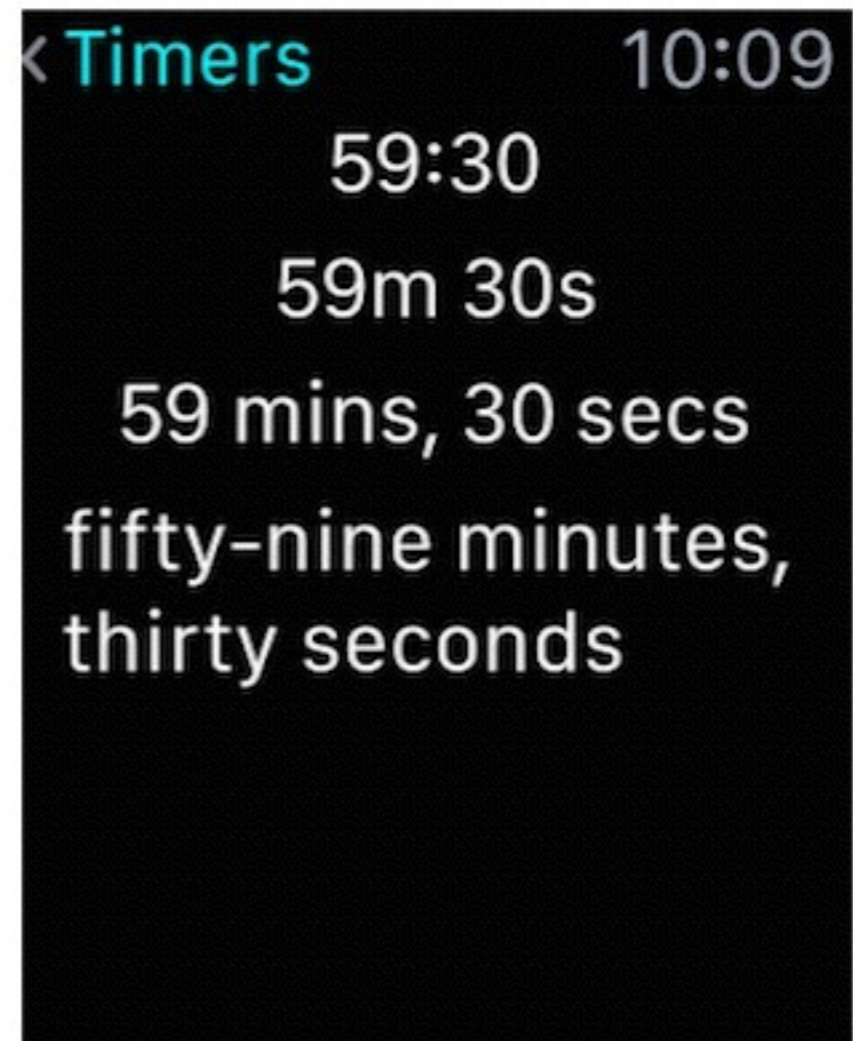 < Timers 10:09
59:30
59m 30s
59 mins, 30 secs
fifty-nine minutes,
thirty seconds